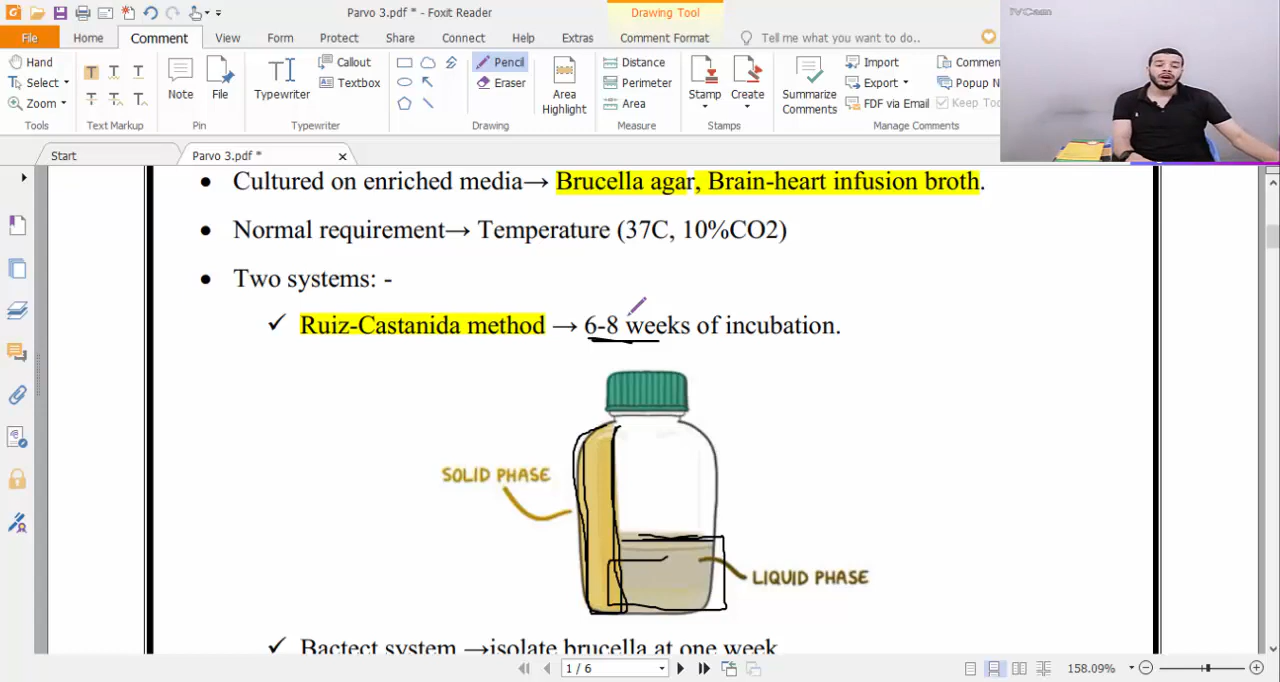 Parvo 3.pdf * - Foxit Reader
Drawing Tool
IVCam
File Home Comment View Form Protect Share Connect Help Extras Comment Format Tell me what you want to do..
Hand
Select
Zoom
Tools
Text Markup
Note
File
Pin
Typewriter
Callout
Textbox
Typewriter
Pencil
Eraser
Area Highlight
Drawing
Distance
Perimeter
Area
Measure
Stamp
Create
Stamps
Summarize Comments
Import
Export
FDF via Email
Commen
Popup N
Keep Too
Manage Comments
Start
Parvo 3.pdf *
• Cultured on enriched media→ Brucella agar, Brain-heart infusion broth.
• Normal requirement→ Temperature (37C, 10%CO2)
• Two systems: -
✓ Ruiz-Castanida method → 6-8 weeks of incubation.
SOLID PHASE
LIQUID PHASE
✓ Bactect system →isolate brucella at one week
1 / 6
158.09%